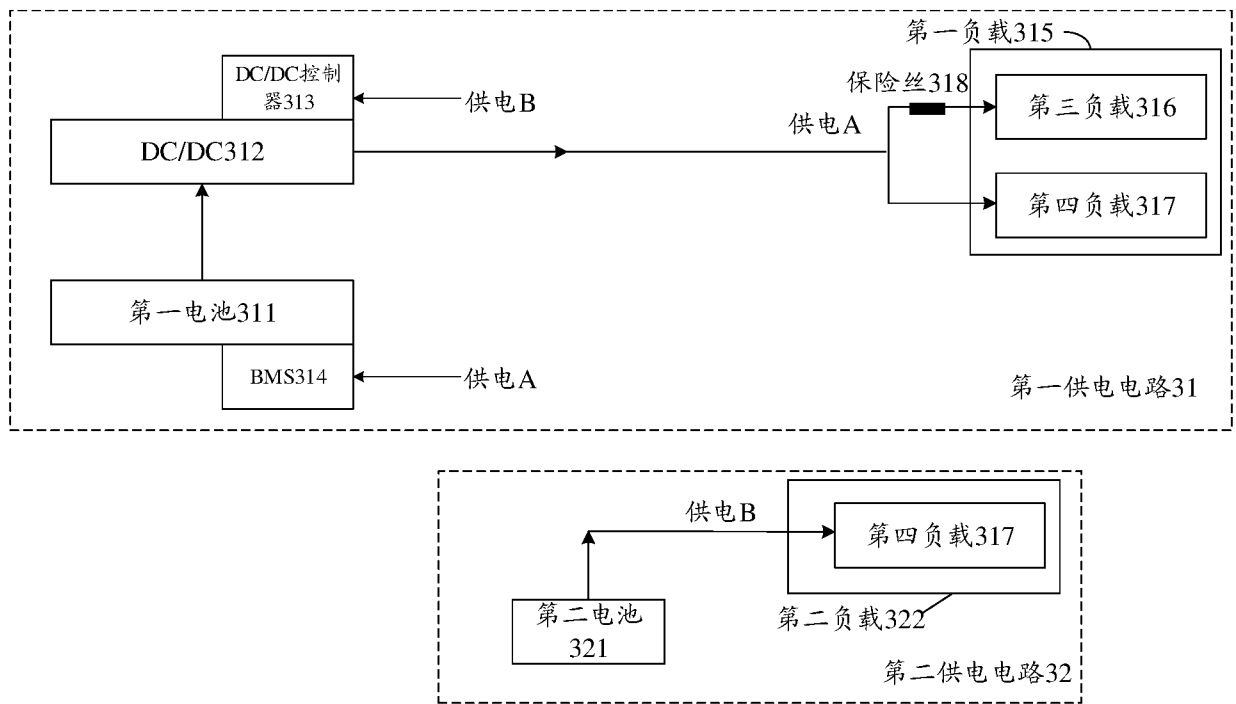 第一负载315
DC/DC控制
器313
供电B
保险丝318
第三负载316
供电A
DC/DC312
第四负载317
第一电池311
BMS314
供电A
第一供电电路31
供电B
第四负载317
第二电池
321
第二负载322
第二供电电路32